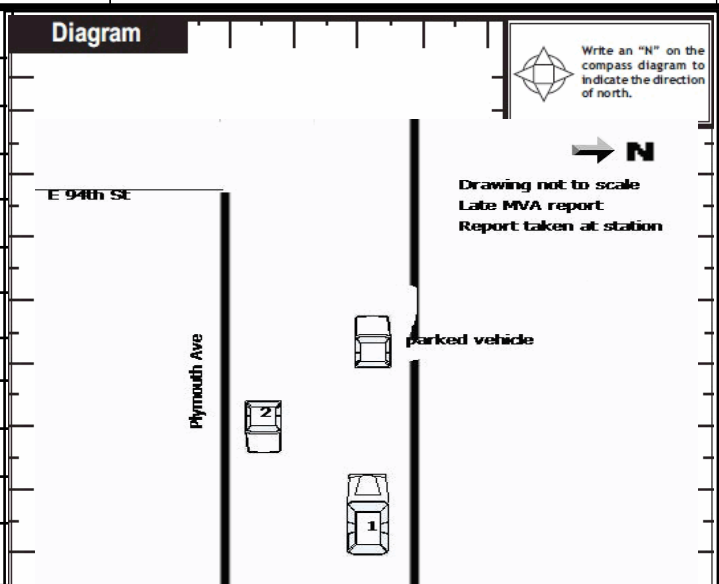 Diagram
Write an “N” on the
compass diagram to
indicate the direction
of north.
N
Drawing not to scale
Late MVA report
Report taken at station
E 94th St
parked vehicle
Plymouth Ave
2
1